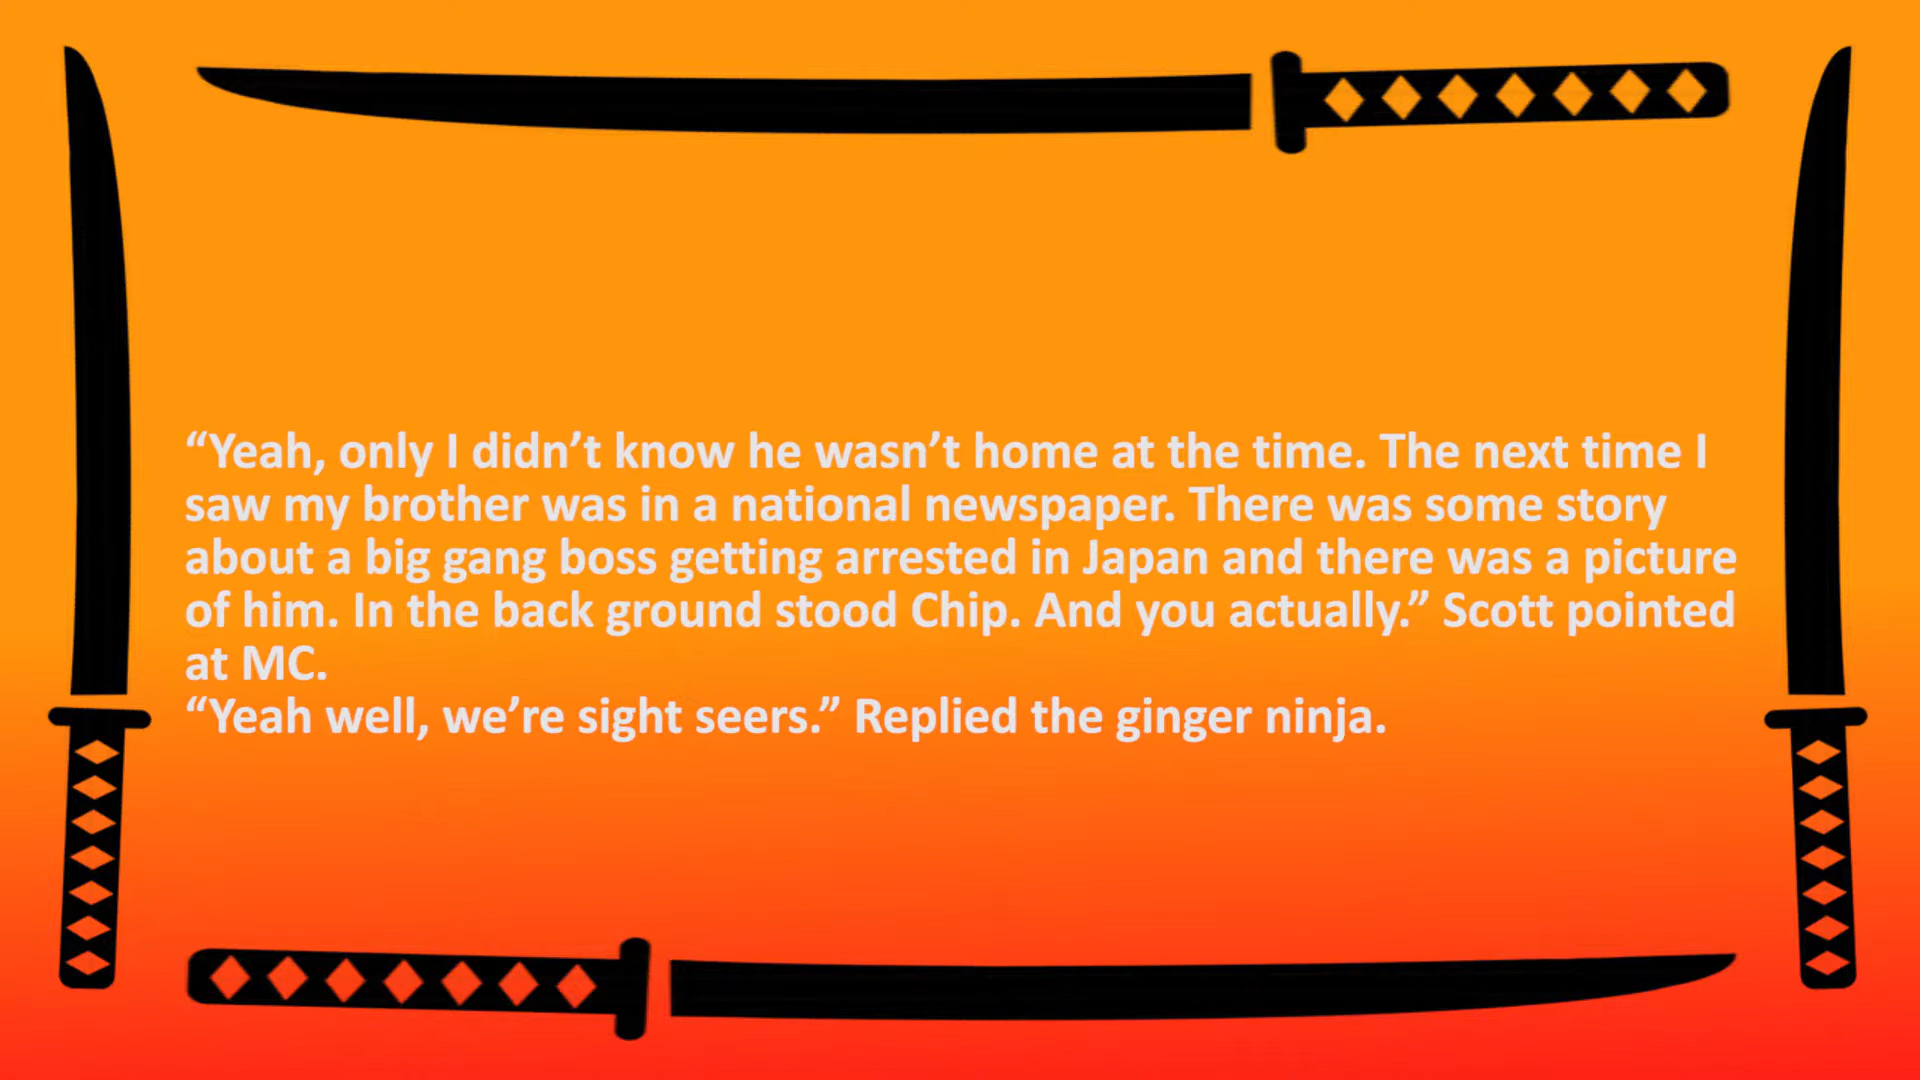 “Yeah, only I didn’t know he wasn’t home at the time. The next time I
saw my brother was in a national newspaper. There was some story
about a big gang boss getting arrested in Japan and there was a picture
of him. In the back ground stood Chip. And you actually.” Scott pointed
at MC.
“Yeah well, we’re sight seers.” Replied the ginger ninja.